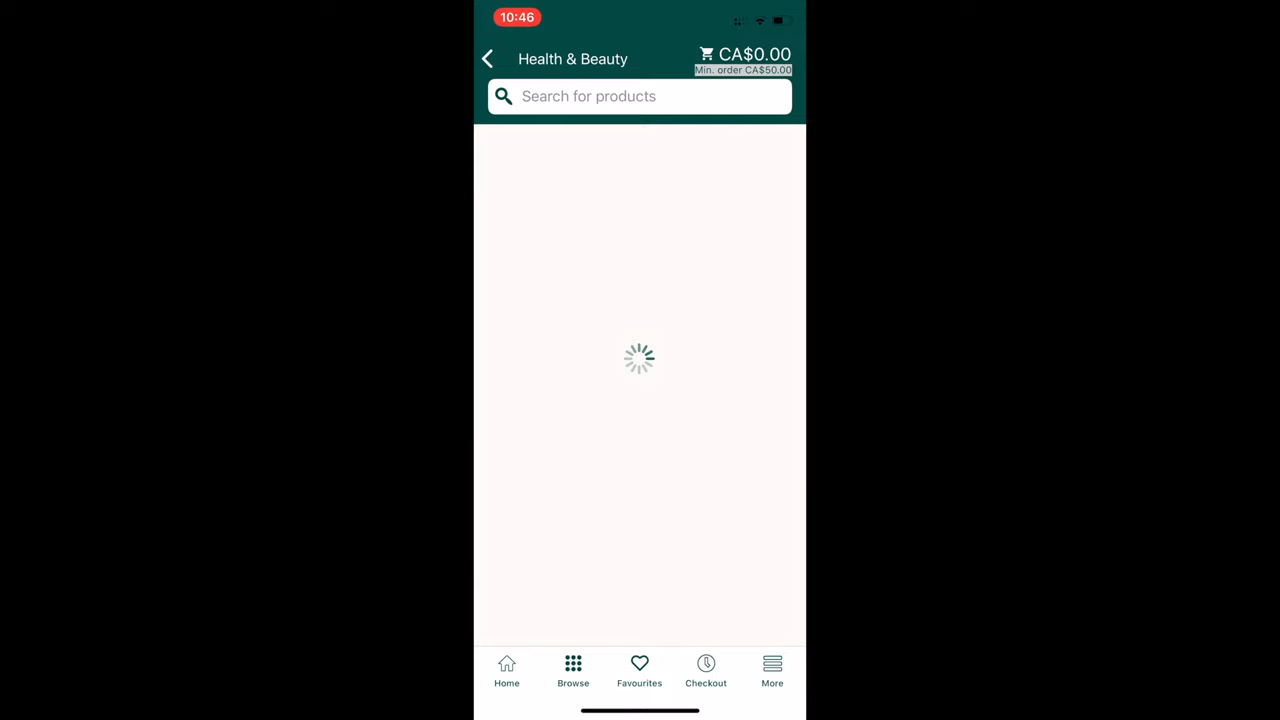 10:46
Health & Beauty
CA$0.00
Min. order CA$50.00
Search for products
Home
Browse
Favourites
Checkout
More